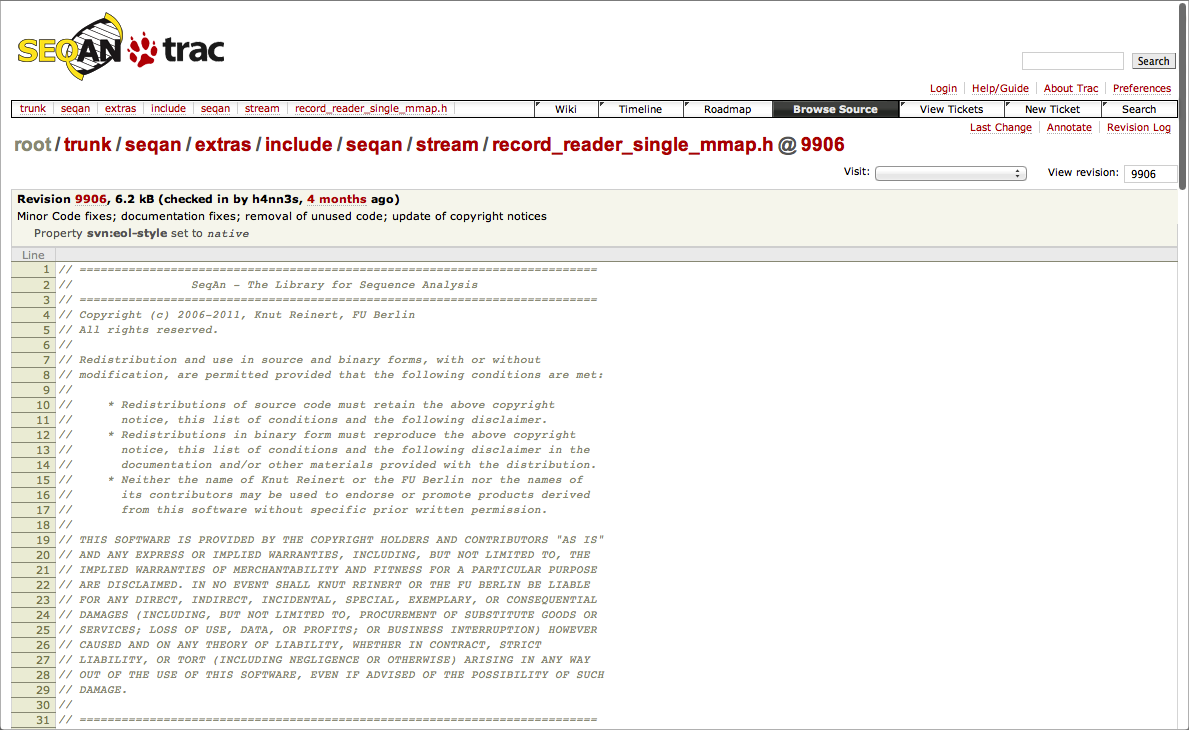 SEQAN trac
Search
Login Help/Guide About Trac Preferences
trunk seqan extras include seqan stream record_reader_single_mmap.h Wiki Timeline Roadmap Browse Source View Tickets New Ticket Search
Last Change Annotate Revision Log
root/trunk/seqan/extras/include/seqan/stream/record_reader_single_mmap.h @ 9906
Visit: View revision: 9906
Revision 9906, 6.2 kB (checked in by h4nn3s, 4 months ago)
Minor Code fixes; documentation fixes; removal of unused code; update of copyright notices
Property svn:eol-style set to native
Line
1 // ==========================================================================
2 //                 SeqAn - The Library for Sequence Analysis
3 // ==========================================================================
4 // Copyright (c) 2006-2011, Knut Reinert, FU Berlin
5 // All rights reserved.
6 //
7 // Redistribution and use in source and binary forms, with or without
8 // modification, are permitted provided that the following conditions are met:
9 //
10 //     * Redistributions of source code must retain the above copyright
11 //       notice, this list of conditions and the following disclaimer.
12 //     * Redistributions in binary form must reproduce the above copyright
13 //       notice, this list of conditions and the following disclaimer in the
14 //       documentation and/or other materials provided with the distribution.
15 //     * Neither the name of Knut Reinert or the FU Berlin nor the names of
16 //       its contributors may be used to endorse or promote products derived
17 //       from this software without specific prior written permission.
18 //
19 // THIS SOFTWARE IS PROVIDED BY THE COPYRIGHT HOLDERS AND CONTRIBUTORS "AS IS"
20 // AND ANY EXPRESS OR IMPLIED WARRANTIES, INCLUDING, BUT NOT LIMITED TO, THE
21 // IMPLIED WARRANTIES OF MERCHANTABILITY AND FITNESS FOR A PARTICULAR PURPOSE
22 // ARE DISCLAIMED. IN NO EVENT SHALL KNUT REINERT OR THE FU BERLIN BE LIABLE
23 // FOR ANY DIRECT, INDIRECT, INCIDENTAL, SPECIAL, EXEMPLARY, OR CONSEQUENTIAL
24 // DAMAGES (INCLUDING, BUT NOT LIMITED TO, PROCUREMENT OF SUBSTITUTE GOODS OR
25 // SERVICES; LOSS OF USE, DATA, OR PROFITS; OR BUSINESS INTERRUPTION) HOWEVER
26 // CAUSED AND ON ANY THEORY OF LIABILITY, WHETHER IN CONTRACT, STRICT
27 // LIABILITY, OR TORT (INCLUDING NEGLIGENCE OR OTHERWISE) ARISING IN ANY WAY
28 // OUT OF THE USE OF THIS SOFTWARE, EVEN IF ADVISED OF THE POSSIBILITY OF SUCH
29 // DAMAGE.
30 //
31 // ==========================================================================